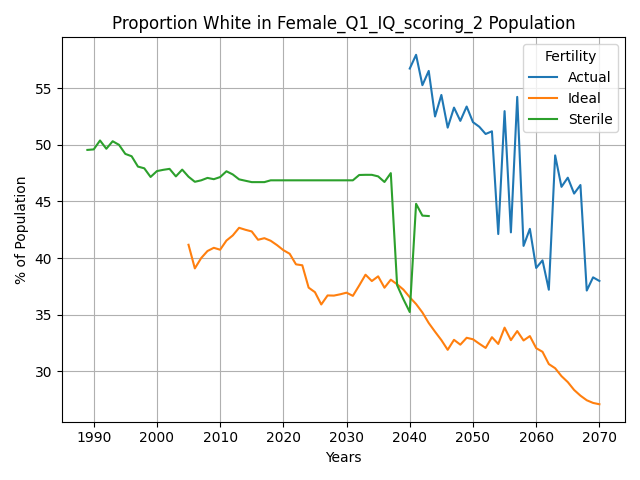 Proportion White in Female_Q1_IQ_scoring_2 Population
% of Population
55
50
45
40
35
30
Fertility
Actual
Ideal
Sterile
1990 2000 2010 2020 2030 2040 2050 2060 2070
Years